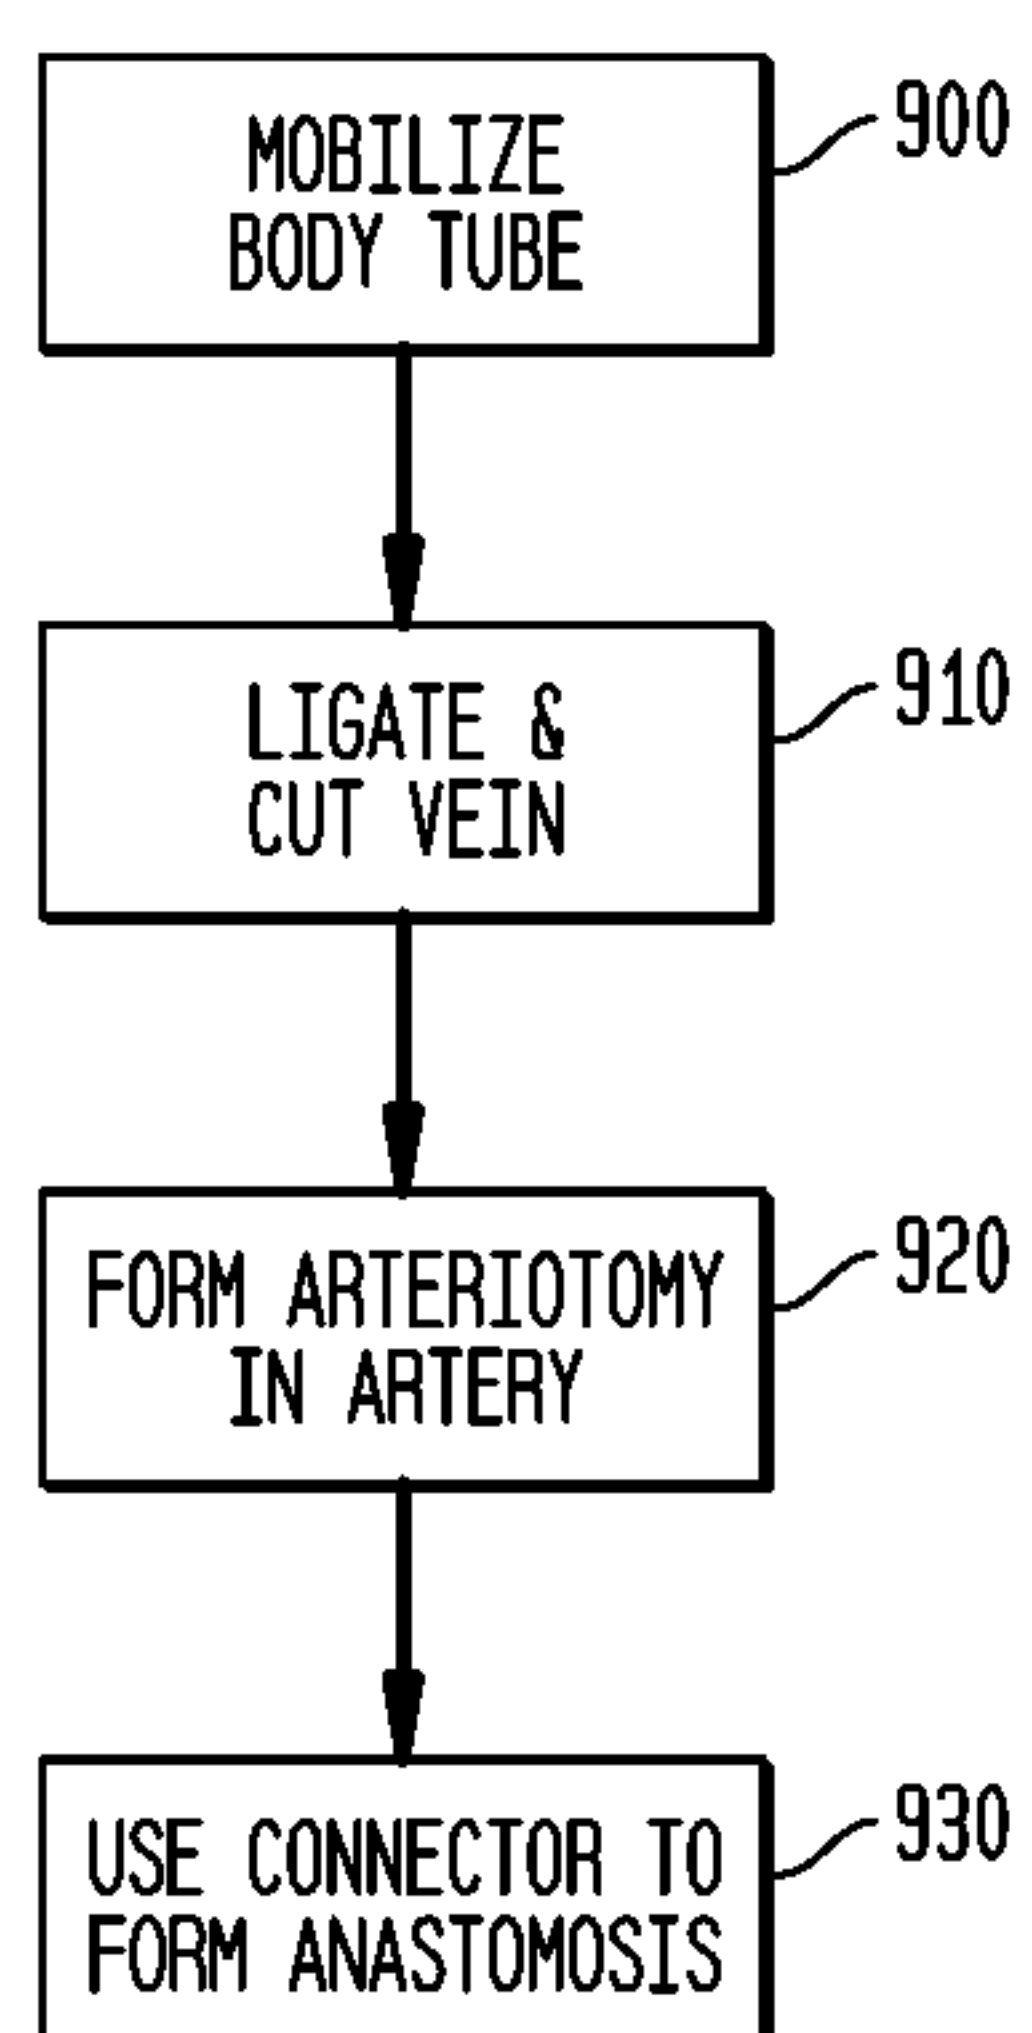 MOBILIZE
BODY TUBE
900
LIGATE &
CUT VEIN
910
FORM ARTERIOTOMY
IN ARTERY
920
USE CONNECTOR TO
FORM ANASTOMOSIS
930